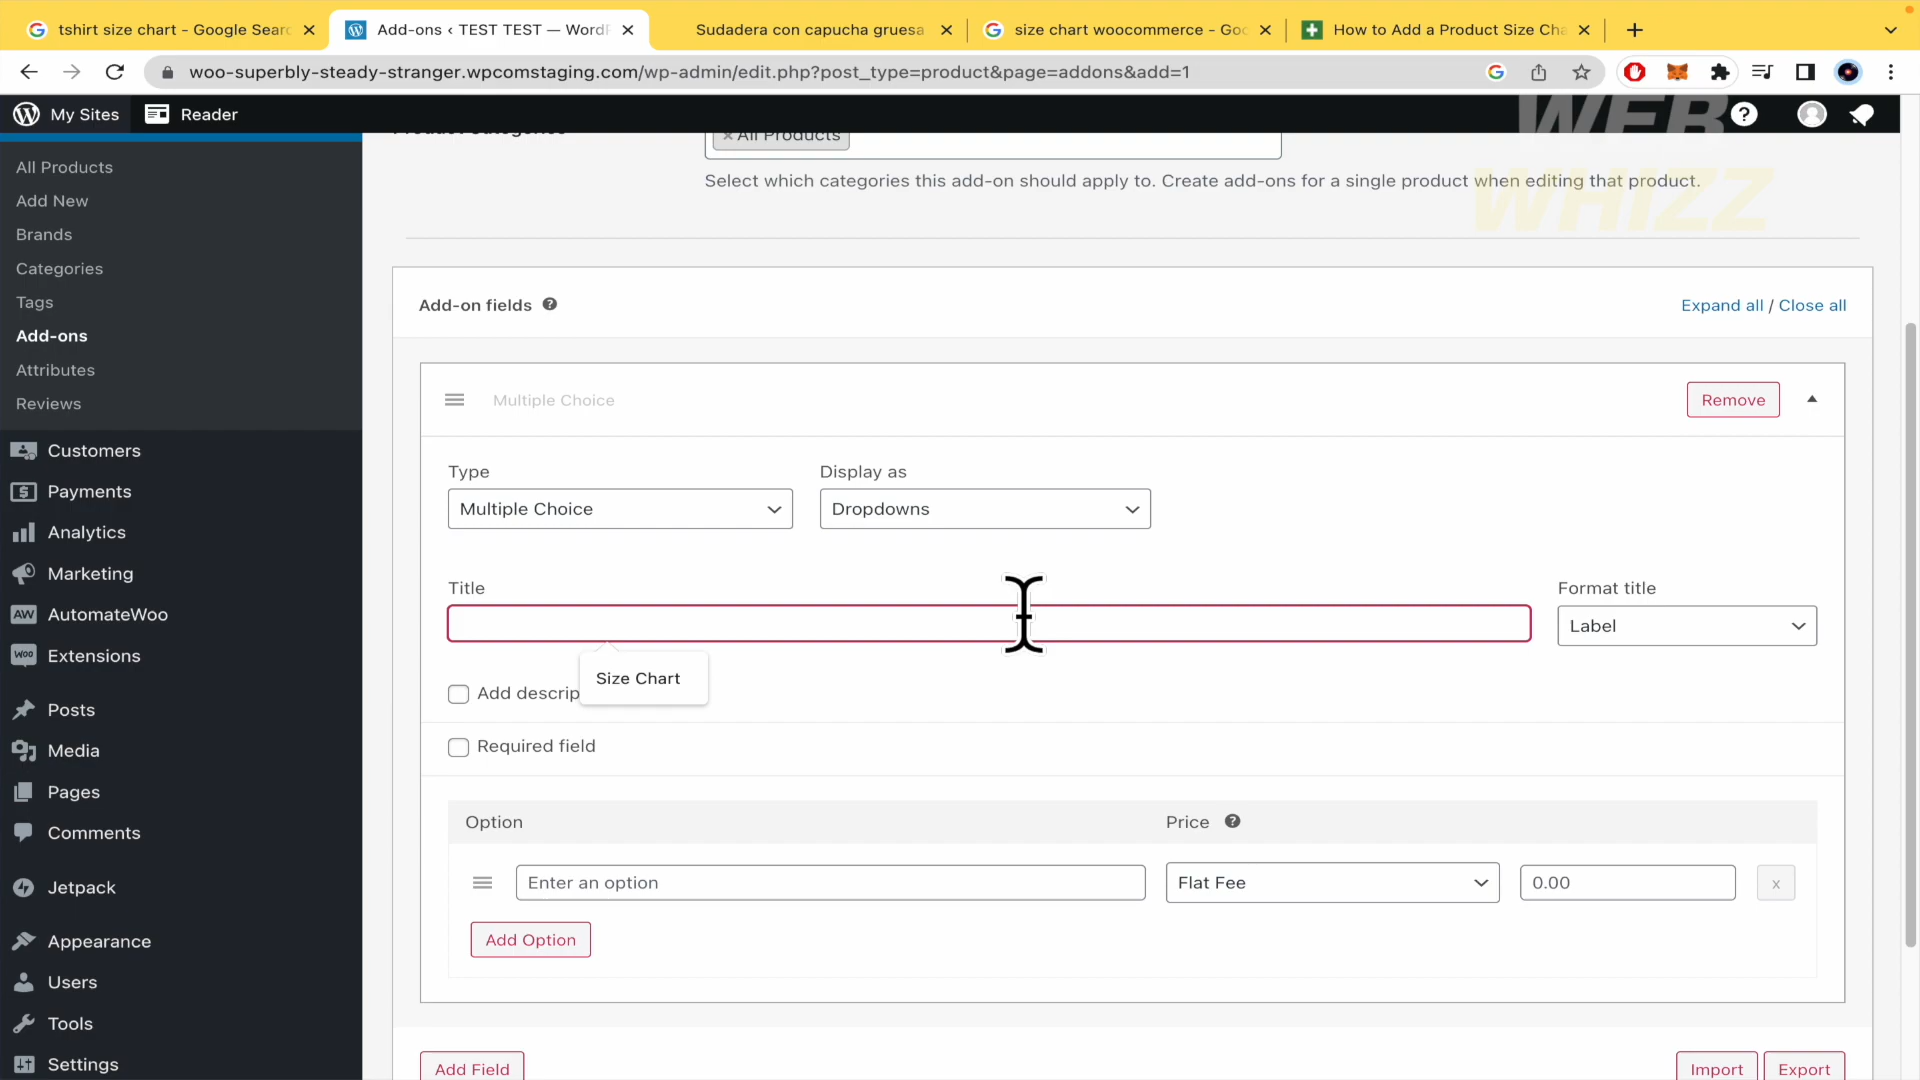 tshirt size chart - Google Searc
Add-ons ‹ TEST TEST — WordP
Sudadera con capucha gruesa
size chart woocommerce - Goo
How to Add a Product Size Cha
woo-superbly-steady-stranger.wpcomstaging.com/wp-admin/edit.php?post_type=product&page=addons&add=1
My Sites
Reader
WEB
WHIZZ
All Products
Add New
Brands
Categories
Tags
Add-ons
Attributes
Reviews
Customers
Payments
Analytics
Marketing
AutomateWoo
Extensions
Posts
Media
Pages
Comments
Jetpack
Appearance
Users
Tools
Settings
Product Categories
× All Products
Select which categories this add-on should apply to. Create add-ons for a single product when editing that product.
Add-on fields
Expand all / Close all
Multiple Choice
Remove
Type
Display as
Multiple Choice
Dropdowns
Title
Format title
Label
Size Chart
Add descrip
Required field
Option
Price
Enter an option
Flat Fee
0.00
x
Add Option
Add Field
Import
Export